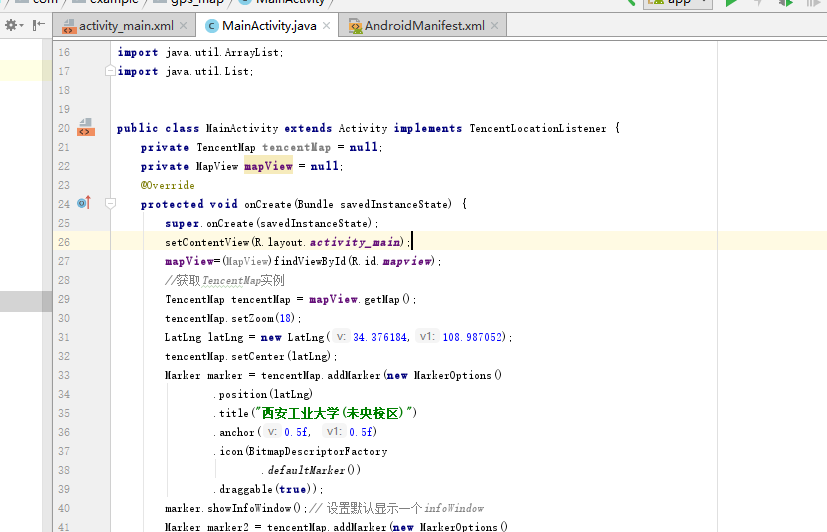 com example gps_map MainActivity app
activity_main.xml MainActivity.java AndroidManifest.xml
16 import java.util.ArrayList;
17 import java.util.List;
18
19
20 public class MainActivity extends Activity implements TencentLocationListener {
21 private TencentMap tencentMap = null;
22 private MapView mapView = null;
23 @Override
24 protected void onCreate(Bundle savedInstanceState) {
25 super.onCreate(savedInstanceState);
26 setContentView(R.layout.activity_main);
27 mapView=(MapView)findViewById(R.id.mapview);
28 //获取TencentMap实例
29 TencentMap tencentMap = mapView.getMap();
30 tencentMap.setZoom(18);
31 LatLng latLng = new LatLng( v: 34.376184, v1: 108.987052);
32 tencentMap.setCenter(latLng);
33 Marker marker = tencentMap.addMarker(new MarkerOptions()
34 .position(latLng)
35 .title("西安工业大学(未央校区)")
36 .anchor( v: 0.5f, v1: 0.5f)
37 .icon(BitmapDescriptorFactory
38 .defaultMarker())
39 .draggable(true));
40 marker.showInfoWindow();// 设置默认显示一个infoWindow
41 Marker marker2 = tencentMap.addMarker(new MarkerOptions()